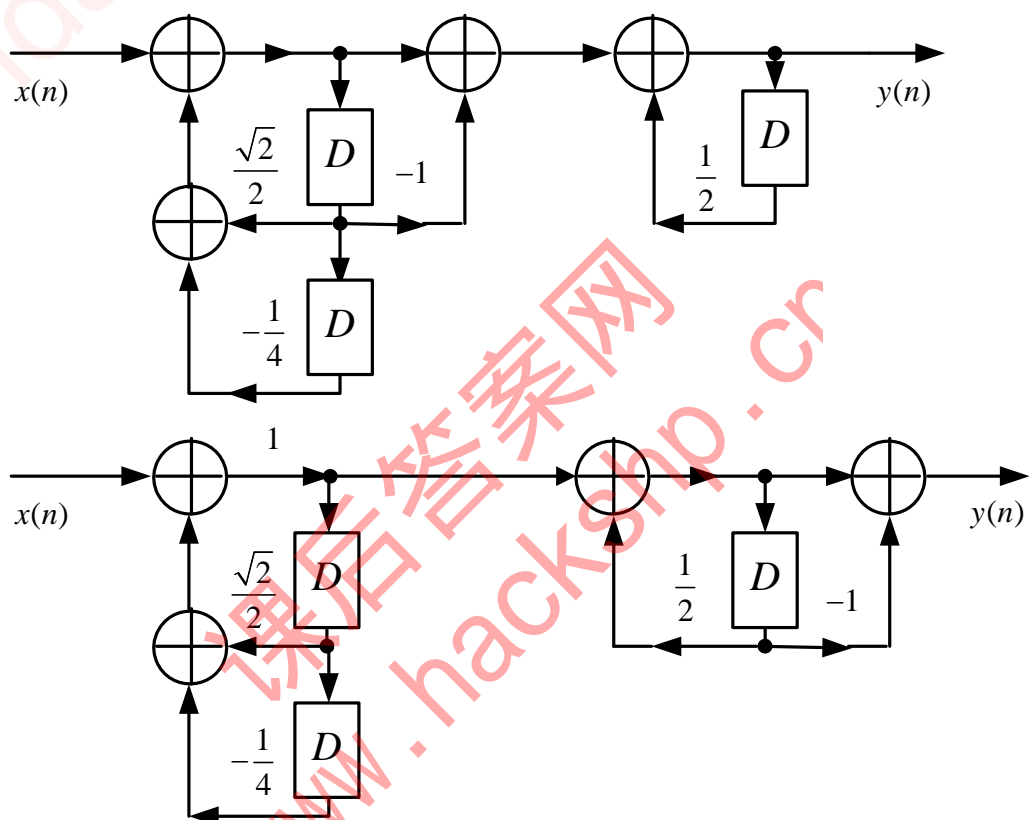 x(n)
y(n)
√2/2
D
−1
1/2
D
−1/4
D
1
x(n)
y(n)
√2/2
D
1/2
D
−1
−1/4
D
课后答案网
www.hackshp.cn